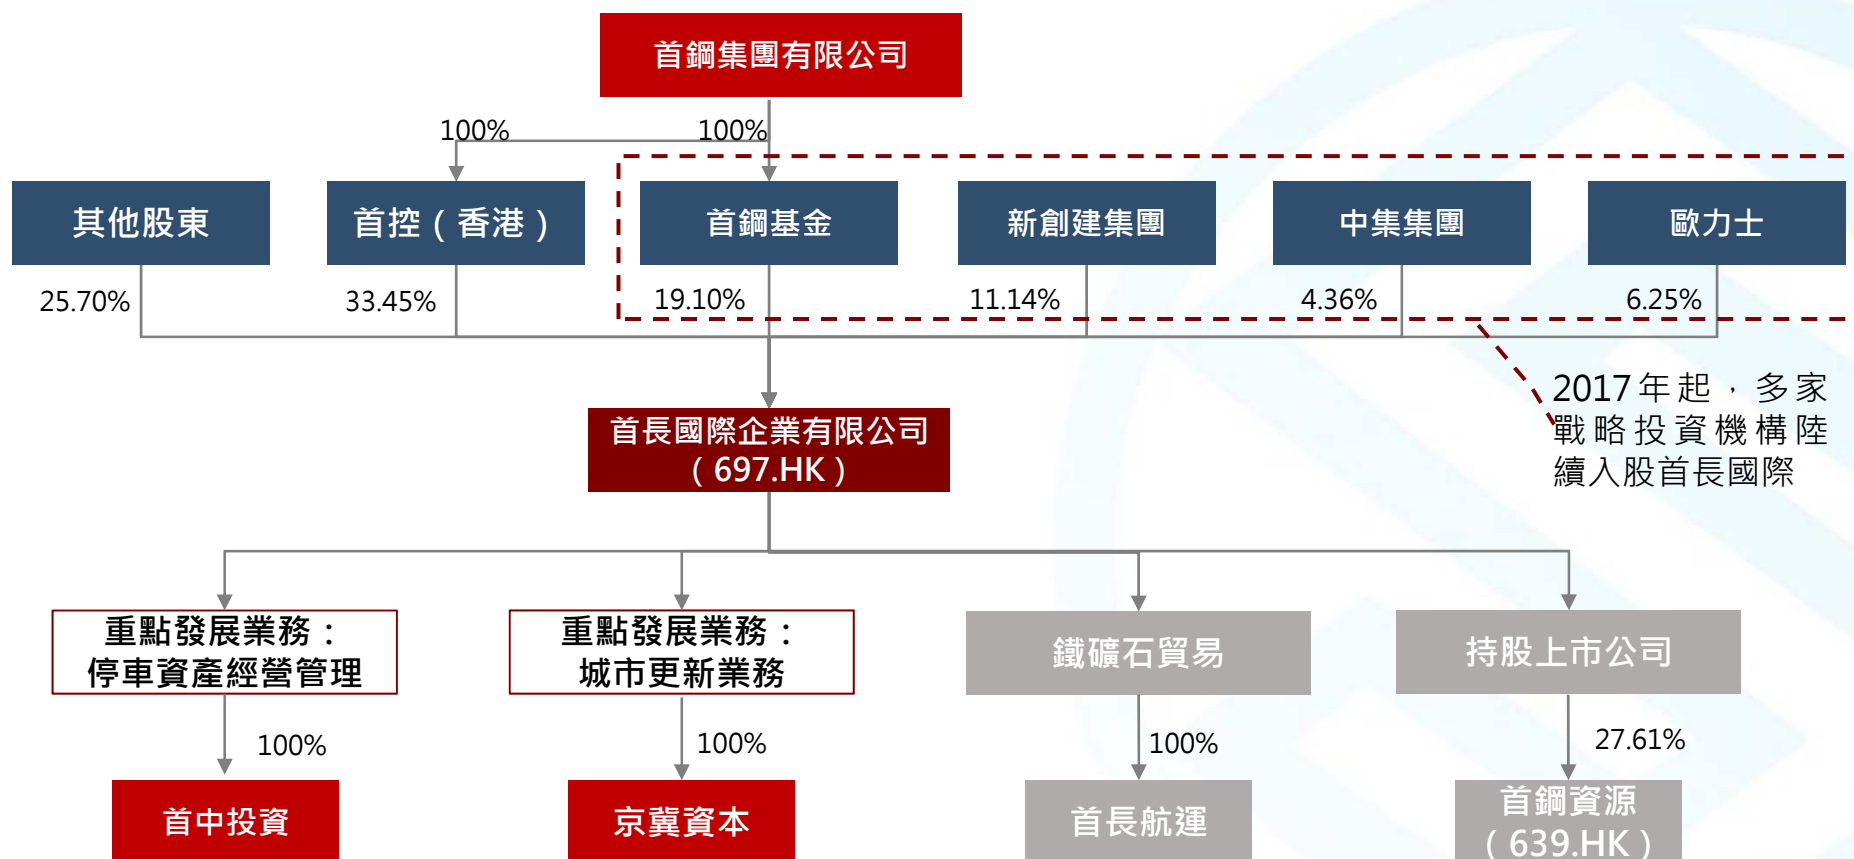 首鋼集團有限公司
100%
100%
其他股東
首控（香港）
首鋼基金
新創建集團
中集集團
歐力士
25.70%
33.45%
19.10%
11.14%
4.36%
6.25%
2017年起，多家
戰略投資機構陸
續入股首長國際
首長國際企業有限公司
（697.HK）
重點發展業務：
停車資產經營管理
重點發展業務：
城市更新業務
鐵礦石貿易
持股上市公司
100%
100%
100%
27.61%
首中投資
京冀資本
首長航運
首鋼資源
（639.HK）